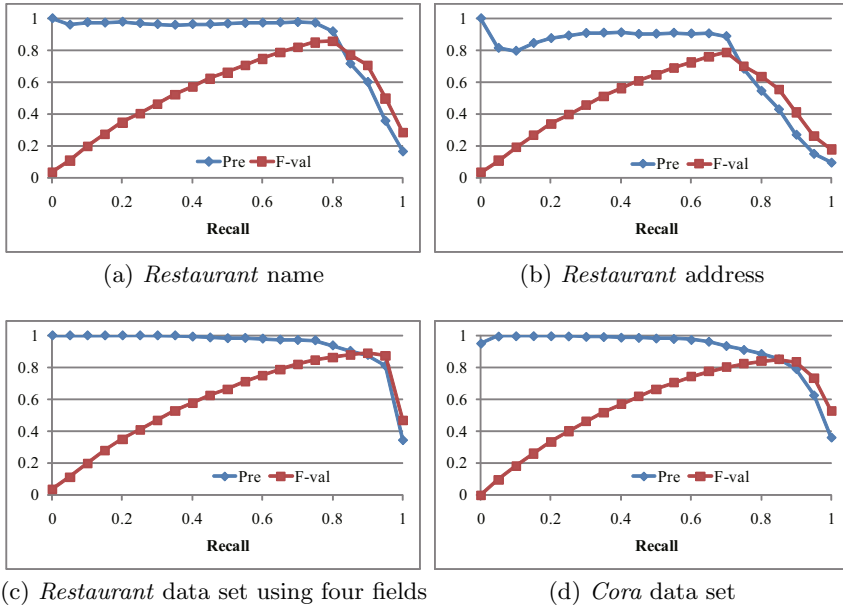 1
0.8
0.6
0.4
0.2
0
0 0.2 0.4 0.6 0.8 1
Pre F-val
Recall
(a) Restaurant name
1
0.8
0.6
0.4
0.2
0
0 0.2 0.4 0.6 0.8 1
Pre F-val
Recall
(b) Restaurant address
1
0.8
0.6
0.4
0.2
0
0 0.2 0.4 0.6 0.8 1
Pre F-val
Recall
(c) Restaurant data set using four fields
1
0.8
0.6
0.4
0.2
0
0 0.2 0.4 0.6 0.8 1
Pre F-val
Recall
(d) Cora data set